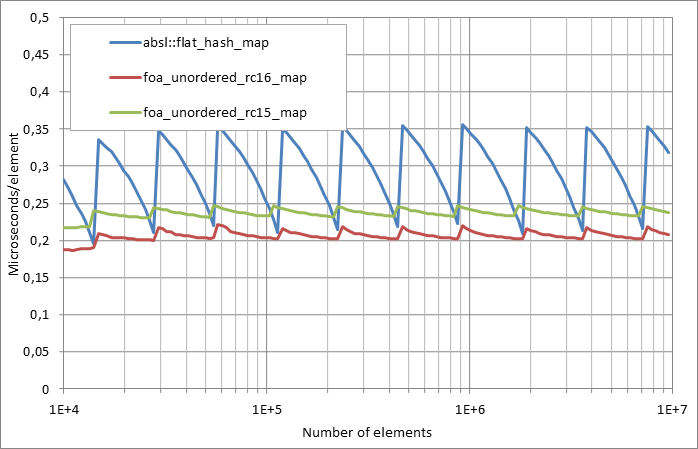 0,5
0,45
0,4
0,35
0,3
0,25
0,2
0,15
0,1
0,05
0
Microseconds/element
absl::flat_hash_map
foa_unordered_rc16_map
foa_unordered_rc15_map
1E+4 1E+5 1E+6 1E+7
Number of elements